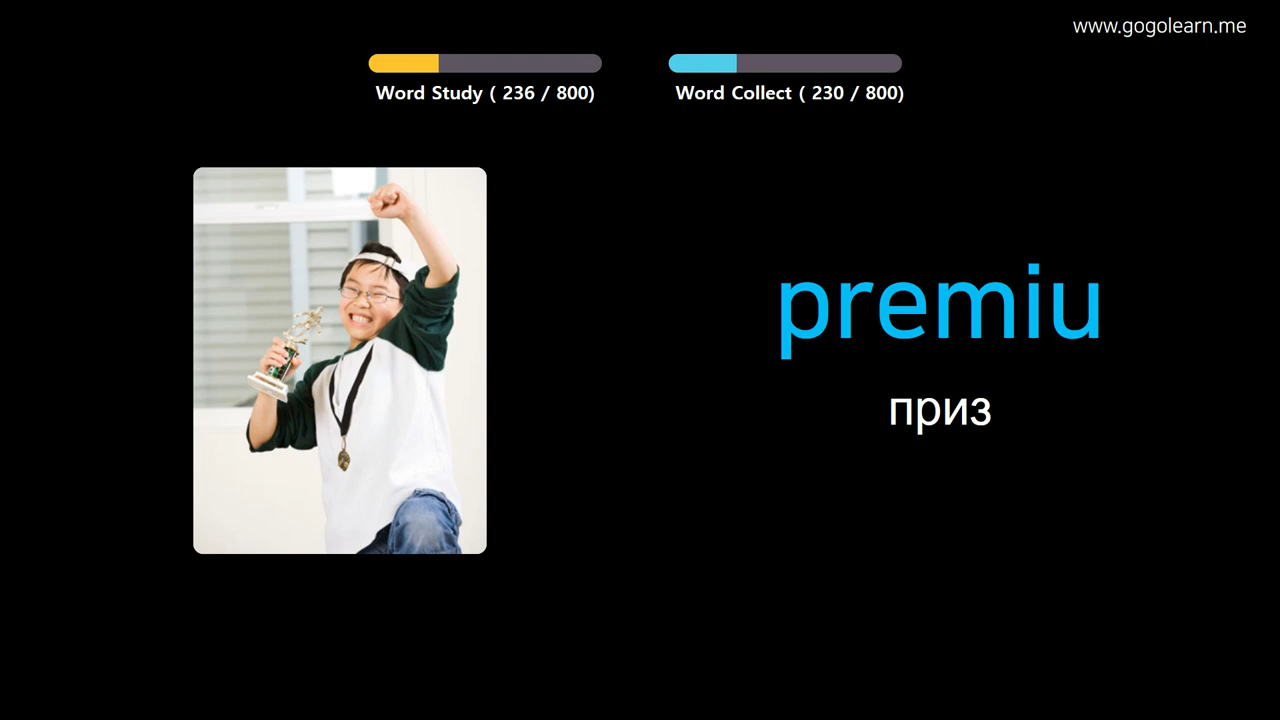 www.gogolearn.me
Word Study ( 236 / 800)
Word Collect ( 230 / 800)
premiu
приз